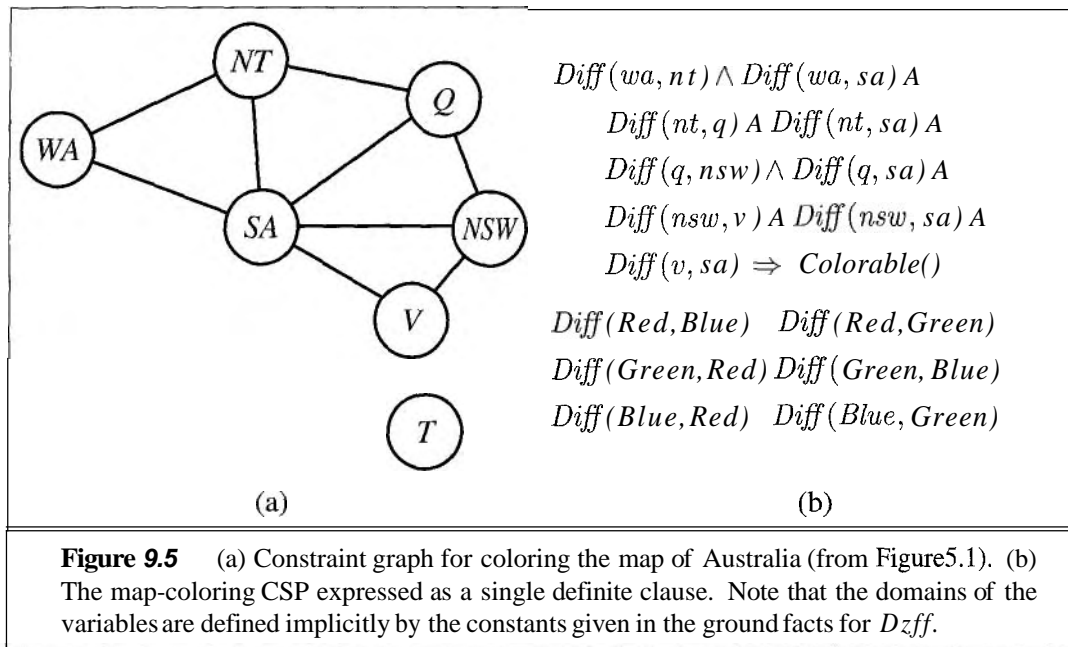 NT
Q
WA
SA
NSW
V
T
(a)
Diff(wa, nt) ∧ Diff(wa, sa) A
Diff(nt, q) A Diff(nt, sa) A
Diff(q, nsw) ∧ Diff(q, sa) A
Diff(nsw, v) A Diff(nsw, sa) A
Diff(v, sa) ⇒ Colorable()
Diff(Red,Blue) Diff(Red,Green)
Diff(Green,Red) Diff(Green, Blue)
Diff(Blue,Red) Diff(Blue, Green)
(b)
Figure 9.5 (a) Constraint graph for coloring the map of Australia (from Figure5.1). (b)
The map-coloring CSP expressed as a single definite clause. Note that the domains of the
variables are defined implicitly by the constants given in the ground facts for Dzff.